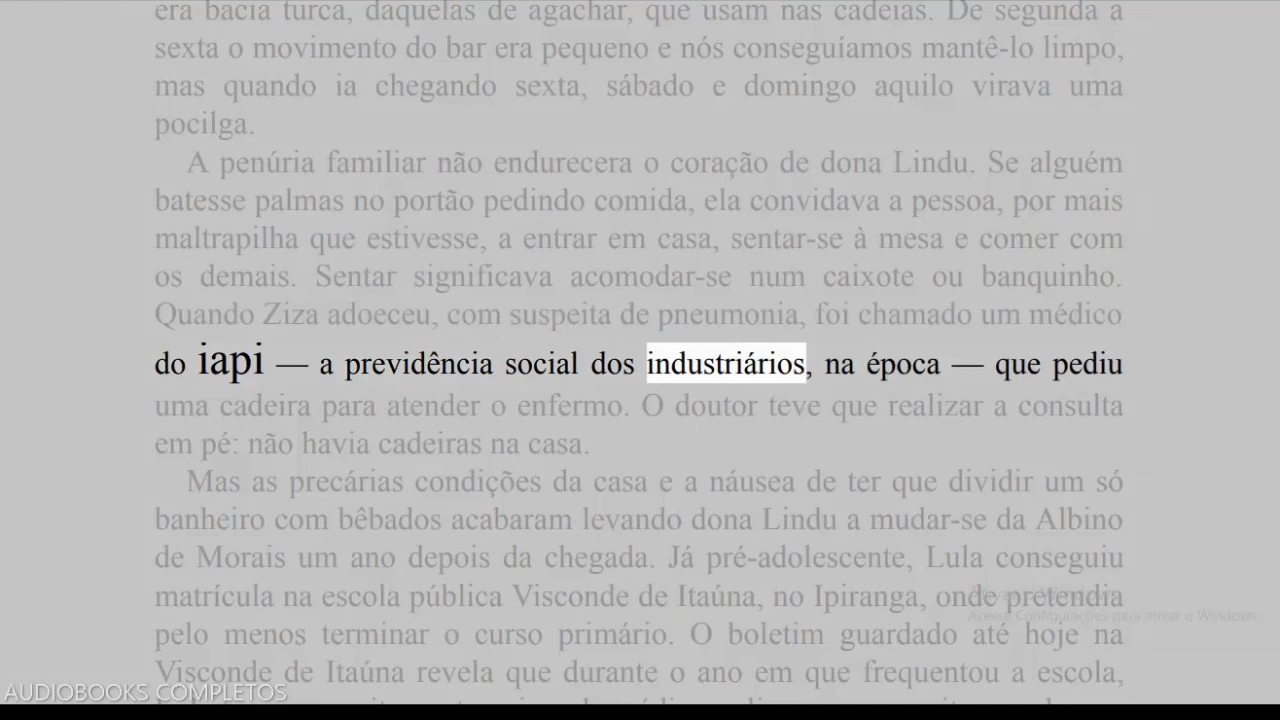 era bacia turca, daquelas de agachar, que usam nas cadeias. De segunda a
sexta o movimento do bar era pequeno e nós conseguíamos mantê-lo limpo,
mas quando ia chegando sexta, sábado e domingo aquilo virava uma
pocilga.
A penúria familiar não endurecera o coração de dona Lindu. Se alguém
batesse palmas no portão pedindo comida, ela convidava a pessoa, por mais
maltrapilha que estivesse, a entrar em casa, sentar-se à mesa e comer com
os demais. Sentar significava acomodar-se num caixote ou banquinho.
Quando Ziza adoeceu, com suspeita de pneumonia, foi chamado um médico
do iapi — a previdência social dos industriários, na época — que pediu
uma cadeira para atender o enfermo. O doutor teve que realizar a consulta
em pé: não havia cadeiras na casa.
Mas as precárias condições da casa e a náusea de ter que dividir um só
banheiro com bêbados acabaram levando dona Lindu a mudar-se da Albino
de Morais um ano depois da chegada. Já pré-adolescente, Lula conseguiu
matrícula na escola pública Visconde de Itaúna, no Ipiranga, onde pretendia
pelo menos terminar o curso primário. O boletim guardado até hoje na
Visconde de Itaúna revela que durante o ano em que frequentou a escola,
Acesse Configurações para ativar o Windows.
AUDIOBOOKS COMPLETOS